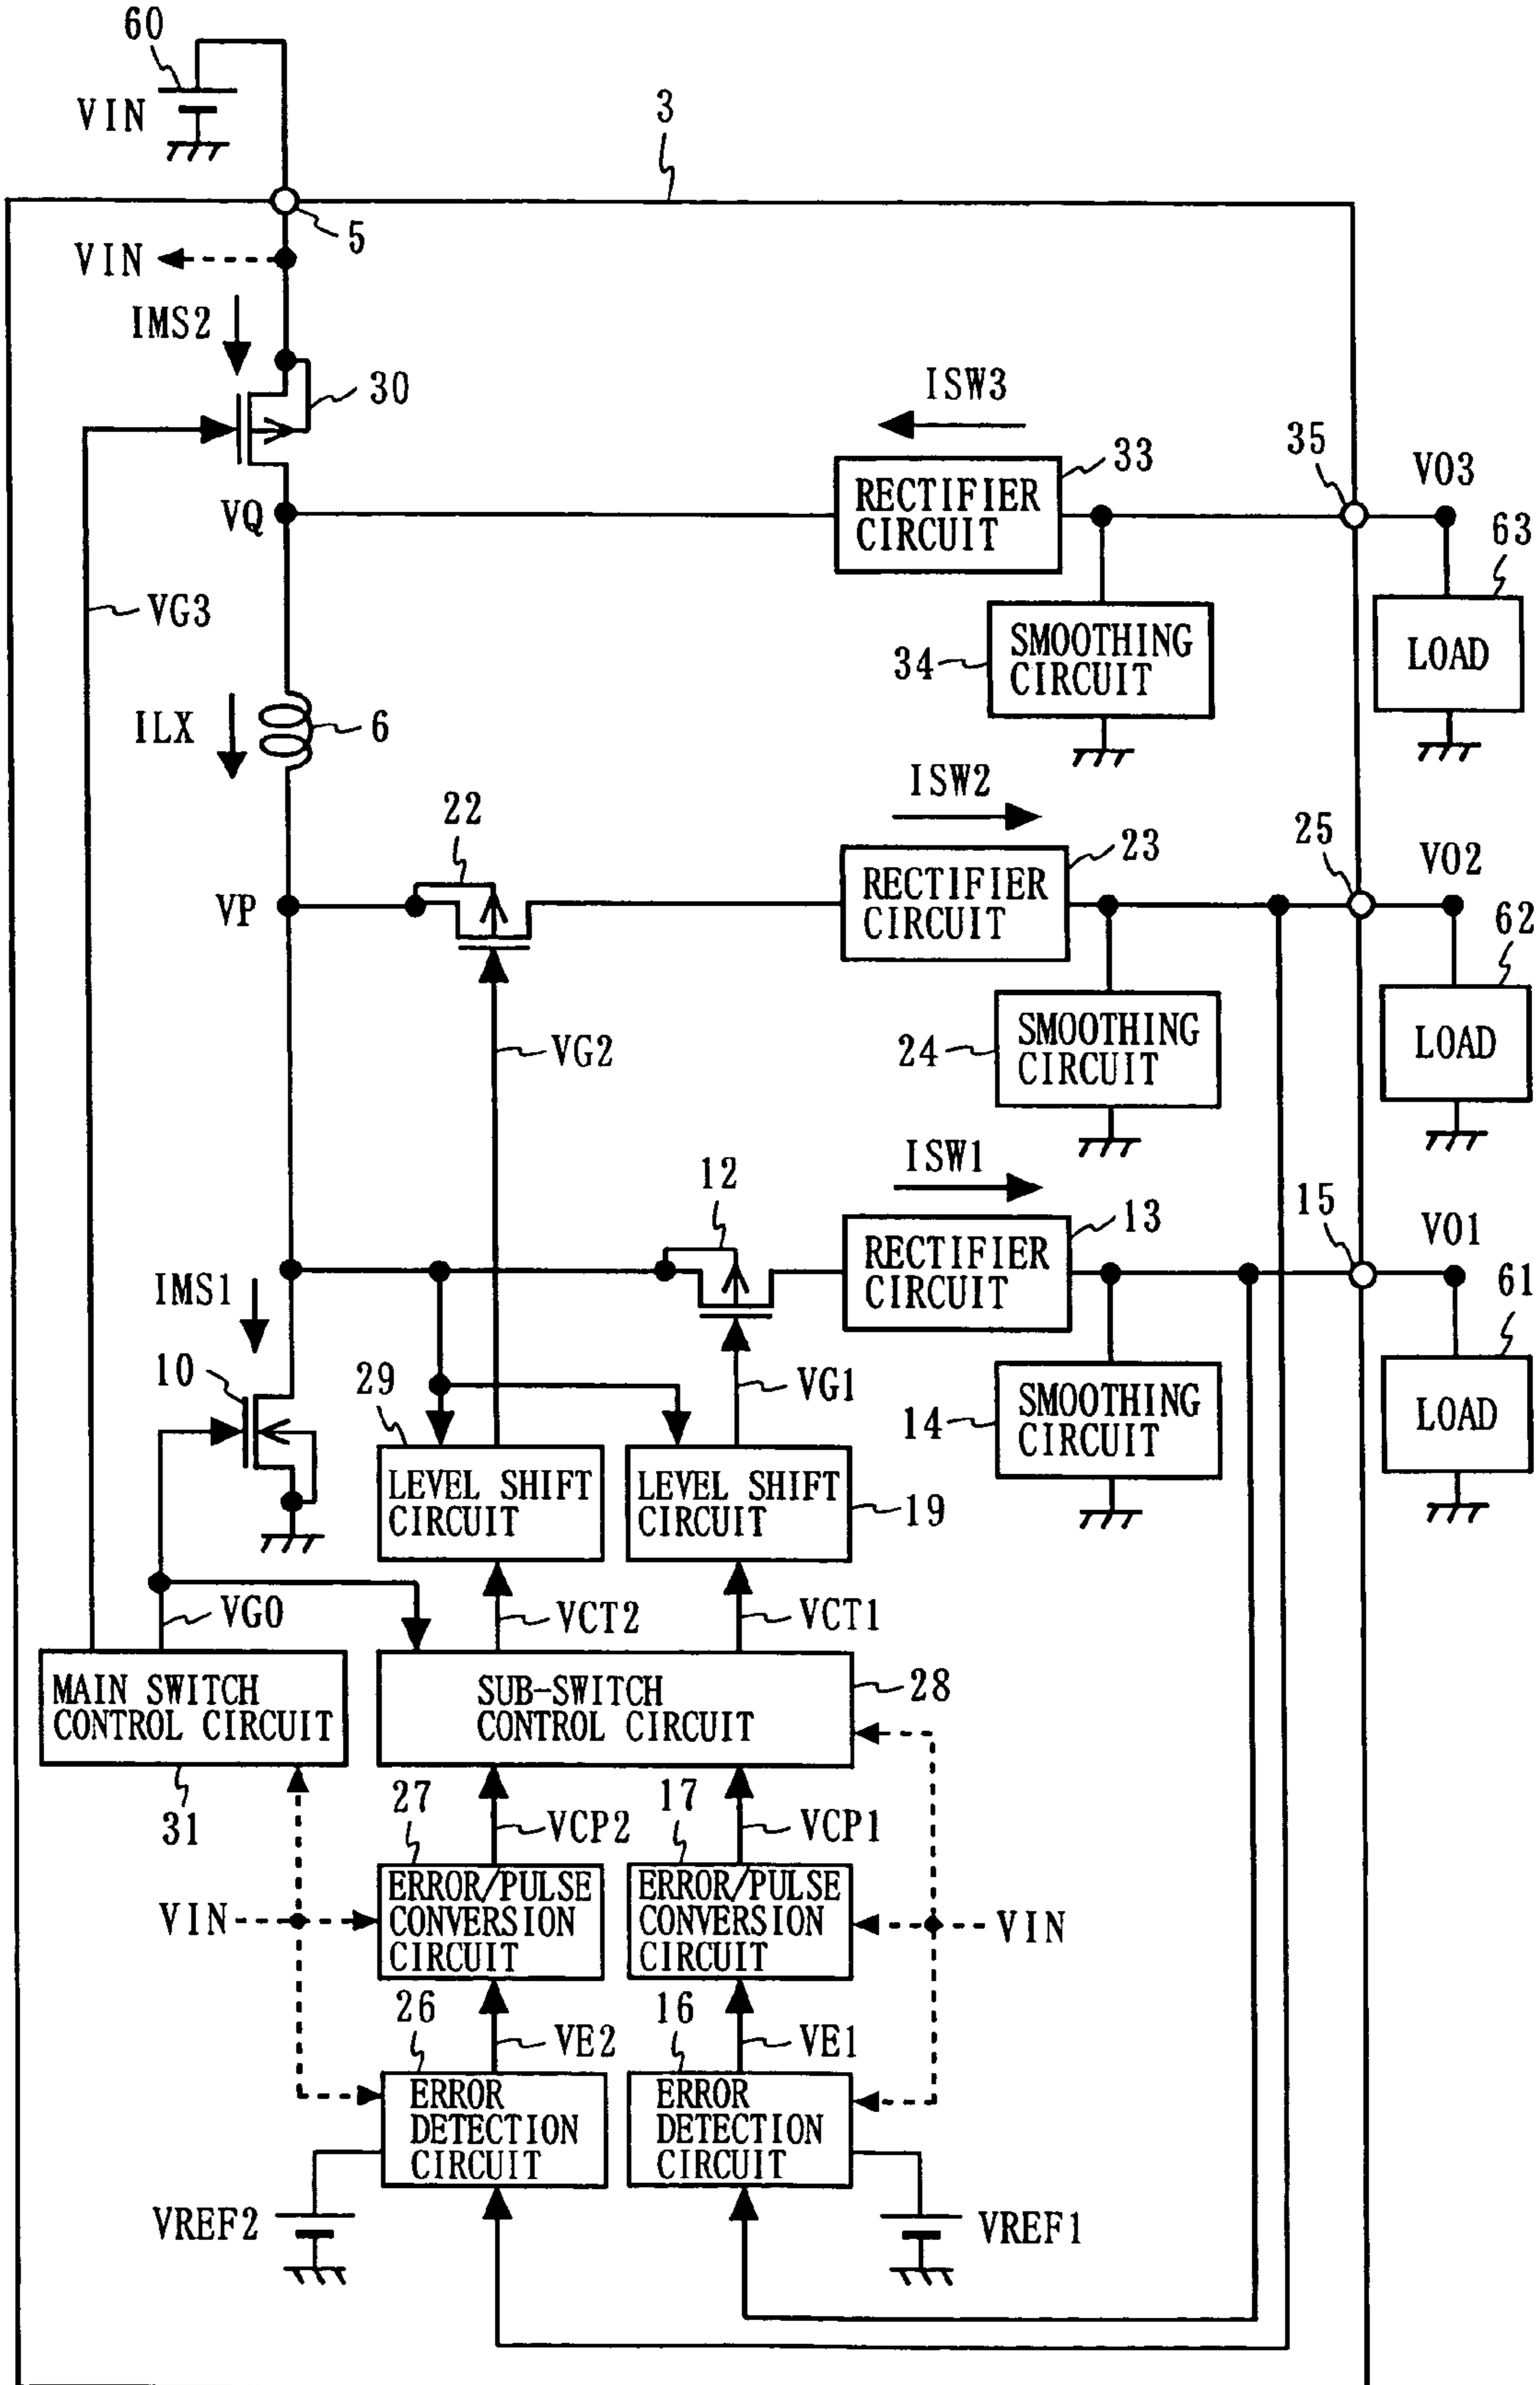 60
VIN
3
5
VIN
IMS2
30
ISW3
33
35
VO3
RECTIFIER
CIRCUIT
VQ
63
VG3
SMOOTHING
CIRCUIT
34
LOAD
ILX
6
ISW2
22
23
25
VO2
RECTIFIER
CIRCUIT
VP
62
SMOOTHING
CIRCUIT
24
LOAD
VG2
ISW1
12
13
15
VO1
RECTIFIER
CIRCUIT
IMS1
61
10
29
VG1
SMOOTHING
CIRCUIT
14
LOAD
LEVEL SHIFT
CIRCUIT
LEVEL SHIFT
CIRCUIT
19
VG0
VCT2
VCT1
MAIN SWITCH
CONTROL CIRCUIT
SUB-SWITCH
CONTROL CIRCUIT
28
31
27
VCP2
17
VCP1
VIN
ERROR/PULSE
CONVERSION
CIRCUIT
ERROR/PULSE
CONVERSION
CIRCUIT
VIN
26
VE2
16
VE1
ERROR
DETECTION
CIRCUIT
ERROR
DETECTION
CIRCUIT
VREF2
VREF1